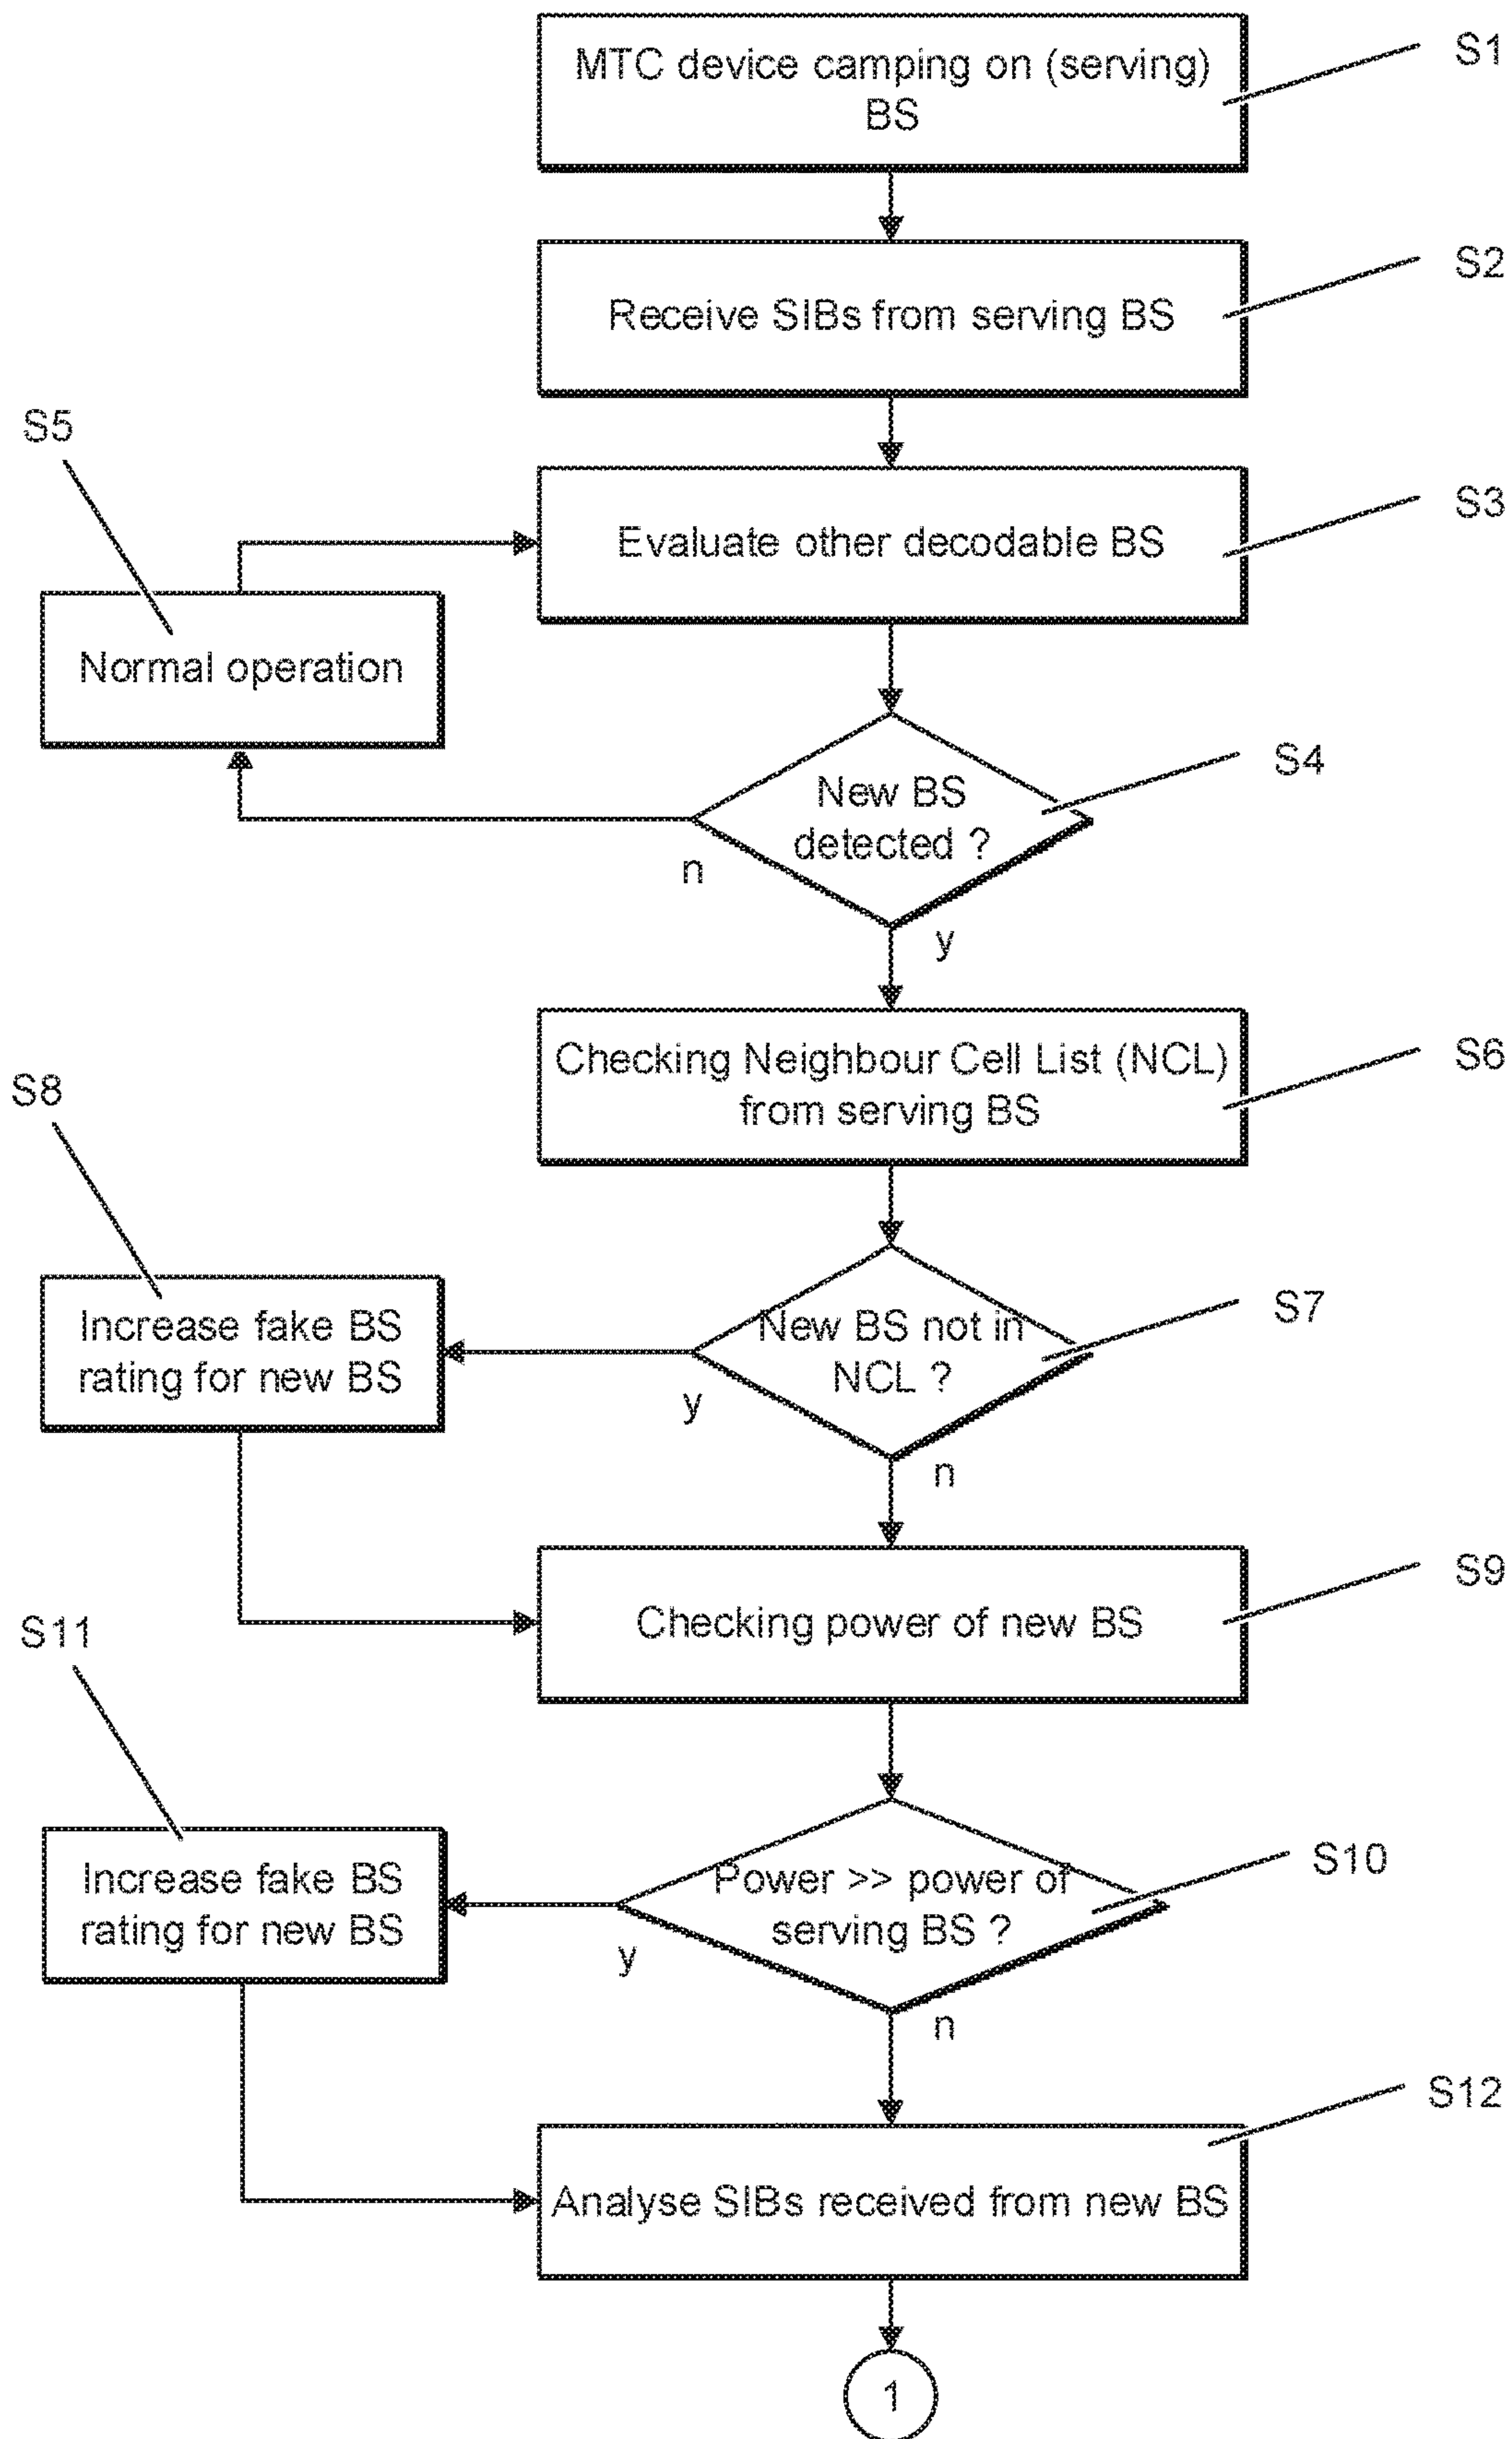 MTC device camping on (serving)
BS
S1
Receive SIBs from serving BS
S2
S5
Evaluate other decodable BS
S3
Normal operation
New BS
detected ?
S4
n
y
Checking Neighbour Cell List (NCL)
from serving BS
S6
S8
New BS not in
NCL ?
S7
Increase fake BS
rating for new BS
y
n
Checking power of new BS
S9
S11
Power >> power of
serving BS ?
S10
Increase fake BS
rating for new BS
y
n
S12
Analyse SIBs received from new BS
1